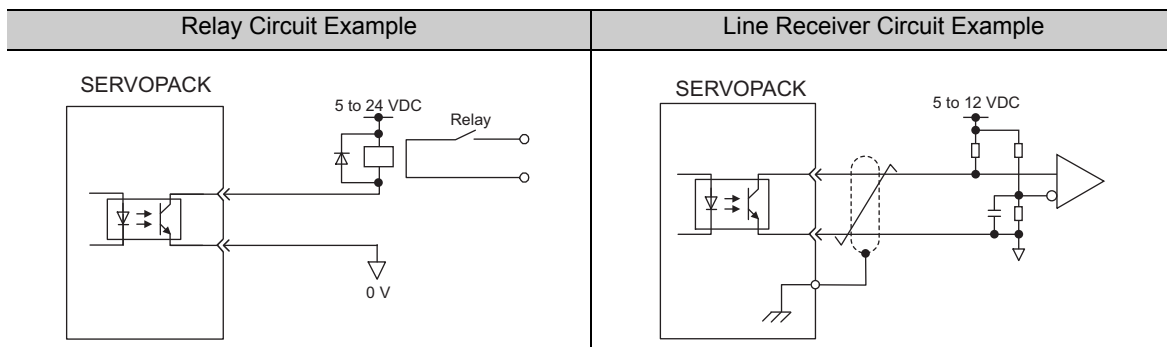 Relay Circuit Example
Line Receiver Circuit Example
SERVOPACK
5 to 24 VDC
Relay
0 V
SERVOPACK
5 to 12 VDC